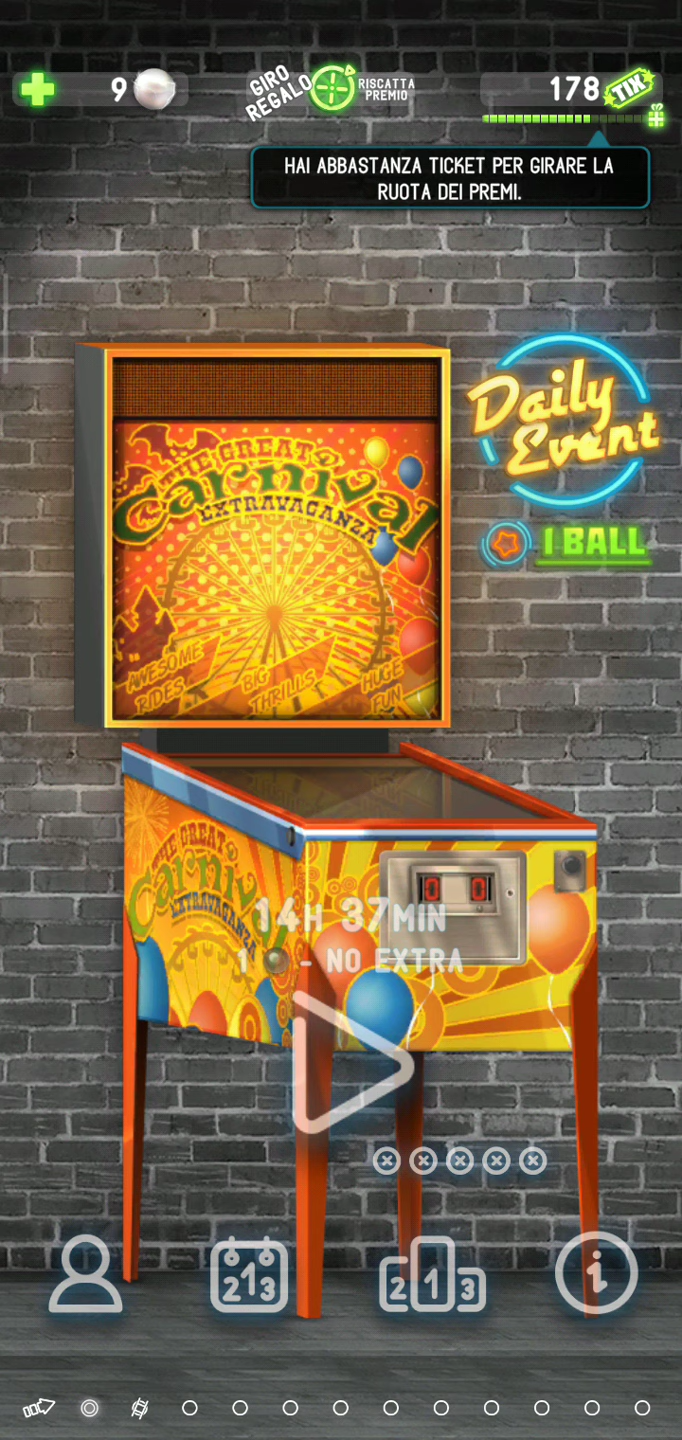 9
GIRO
REGALO
RISCATTA
PREMIO
178 TIX
HAI ABBASTANZA TICKET PER GIRARE LA
RUOTA DEI PREMI.
Daily
Event
1 BALL
THE GREAT
Carnival
EXTRAVAGANZA
AWESOME
RIDES
BIG
THRILLS
HUGE
FUN
THE GREAT
Carnival
EXTRAVAGANZA
14H 37MIN
1 - NO EXTRA
213
213
i